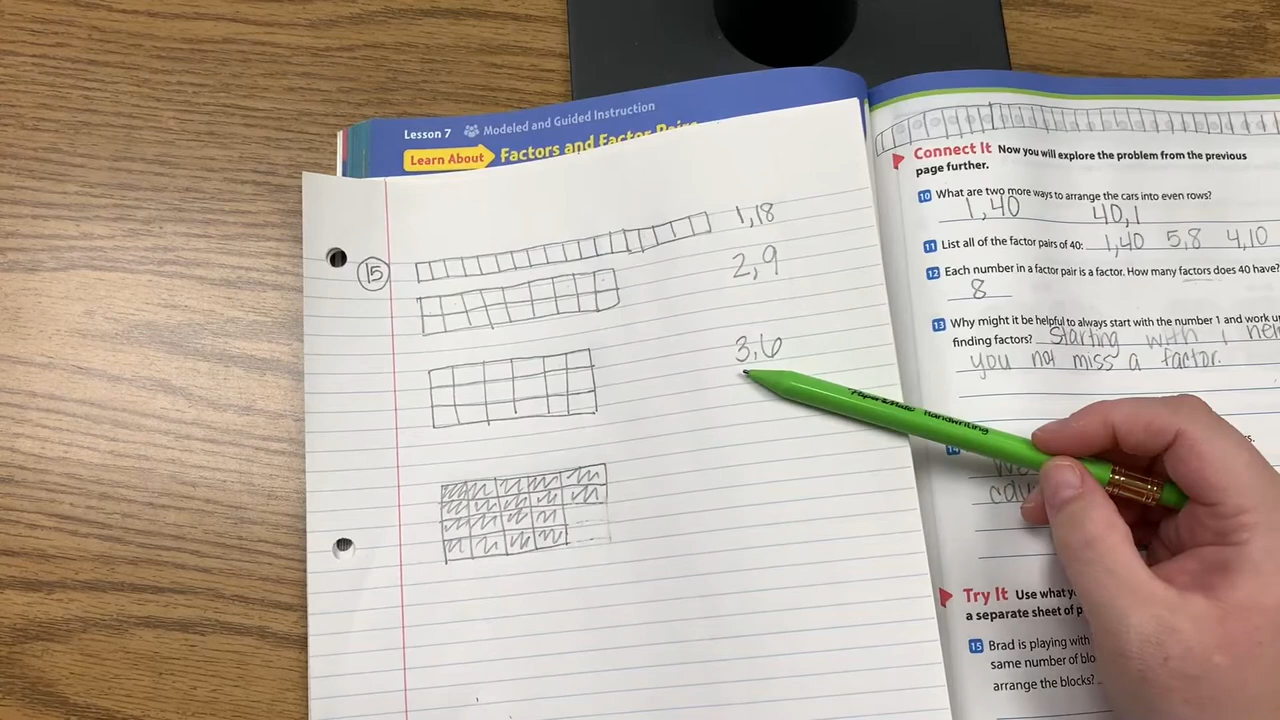 Lesson 7 Modeled and Guided Instruction
Learn About Factors and Factor Pairs
15
1,18
2,9
3,6
PaperMate Handwriting
Connect It Now you will explore the problem from the previous
page further.
10 What are two more ways to arrange the cars into even rows?
1,40 40,1
11 List all of the factor pairs of 40: 1,40 5,8 4,10
12 Each number in a factor pair is a factor. How many factors does 40 have?
8
13 Why might it be helpful to always start with the number 1 and work
finding factors? Starting with 1
you not miss a factor.
14
Try It Use what
a separate sheet of
15 Brad is playing with
same number of
arrange the blocks?